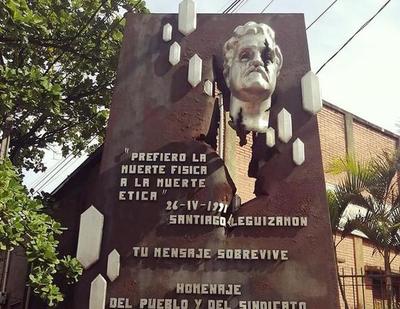 "PREFIERO LA
MUERTE FISICA
A LA MUERTE
ETICA"
26-IV-1991
SANTIAGO LEGUIZAMON
TU MENSAJE SOBREVIVE
HOMENAJE
DEL PUEBLO Y DEL SINDICATO